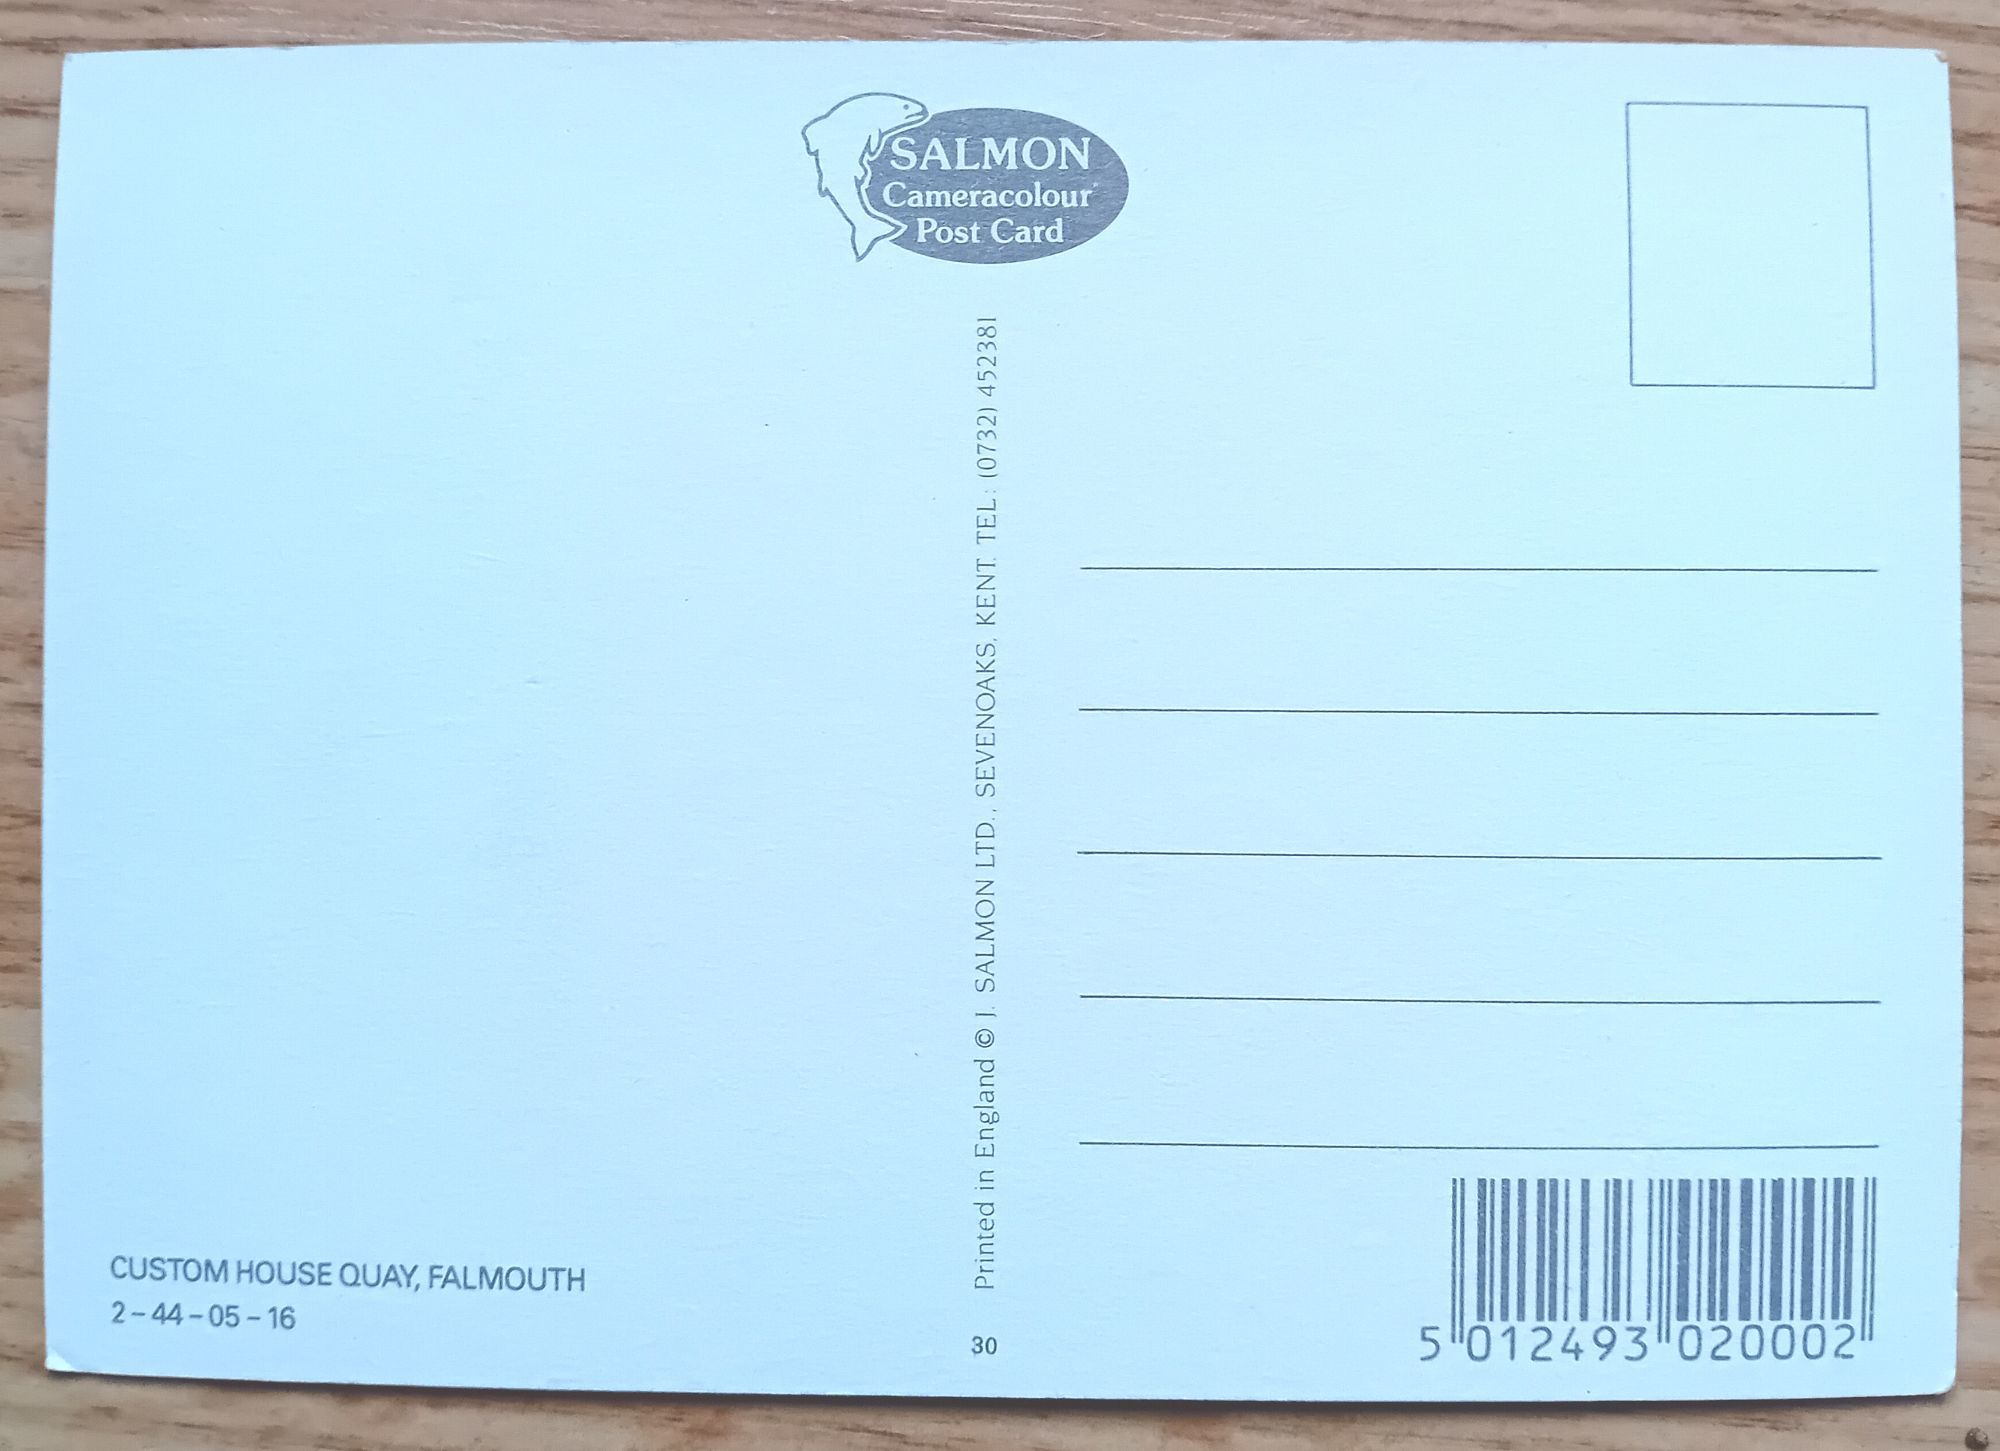 SALMON
Cameracolour
Post Card
Printed in England © J. SALMON LTD., SEVENOAKS, KENT. TEL: (0732) 452381
CUSTOM HOUSE QUAY, FALMOUTH
2-44-05-16
30
5 012493 020002